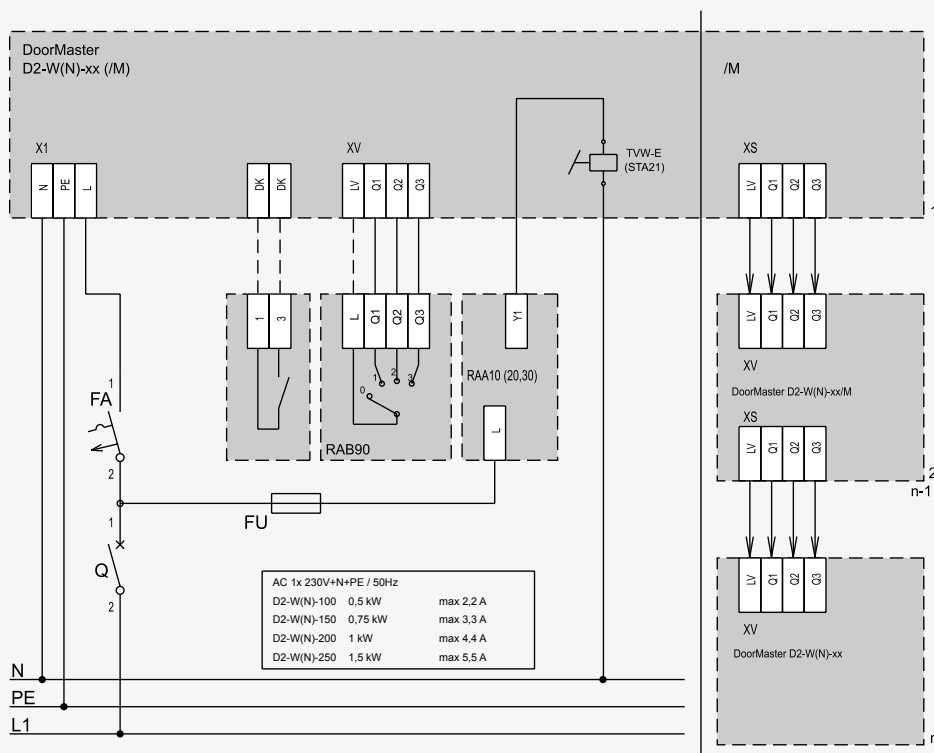 DoorMaster
D2-W(N)-xx (/M)
/M
X1
XV
TVW-E
(STA21)
XS
N PE L
DK DK
LV Q1 Q2 Q3
LV Q1 Q2 Q3
1
1 3
L Q1 Q2 Q3
Y1
LV Q1 Q2 Q3
XV
0 1 2 3
RAA10 (20,30)
DoorMaster D2-W(N)-xx/M
XS
1
FA
L
LV Q1 Q2 Q3
RAB90
2
2
n-1
1
FU
Q
2
LV Q1 Q2 Q3
XV
DoorMaster D2-W(N)-xx
AC 1x 230V+N+PE / 50Hz
D2-W(N)-100 0,5 kW max 2,2 A
D2-W(N)-150 0,75 kW max 3,3 A
D2-W(N)-200 1 kW max 4,4 A
D2-W(N)-250 1,5 kW max 5,5 A
N
PE
L1
n